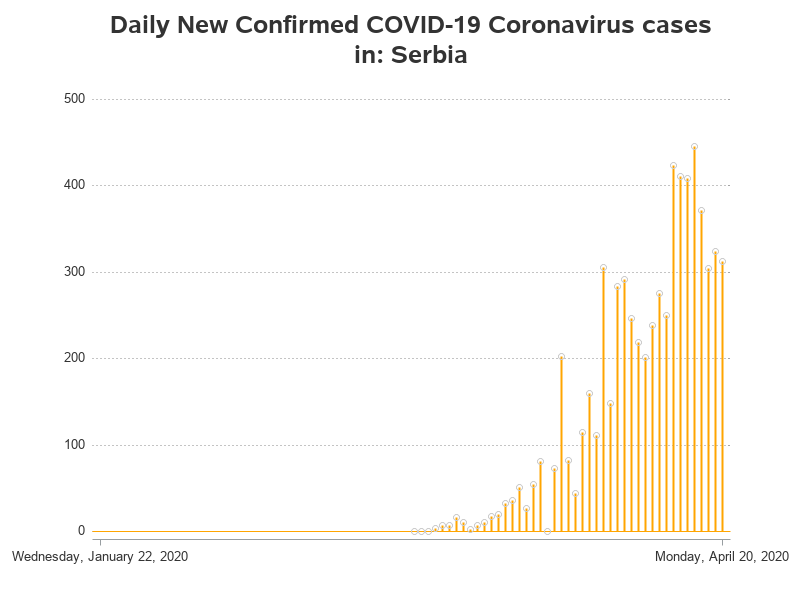 Daily New Confirmed COVID-19 Coronavirus cases
in: Serbia
500
400
300
200
100
0
Wednesday, January 22, 2020
Monday, April 20, 2020